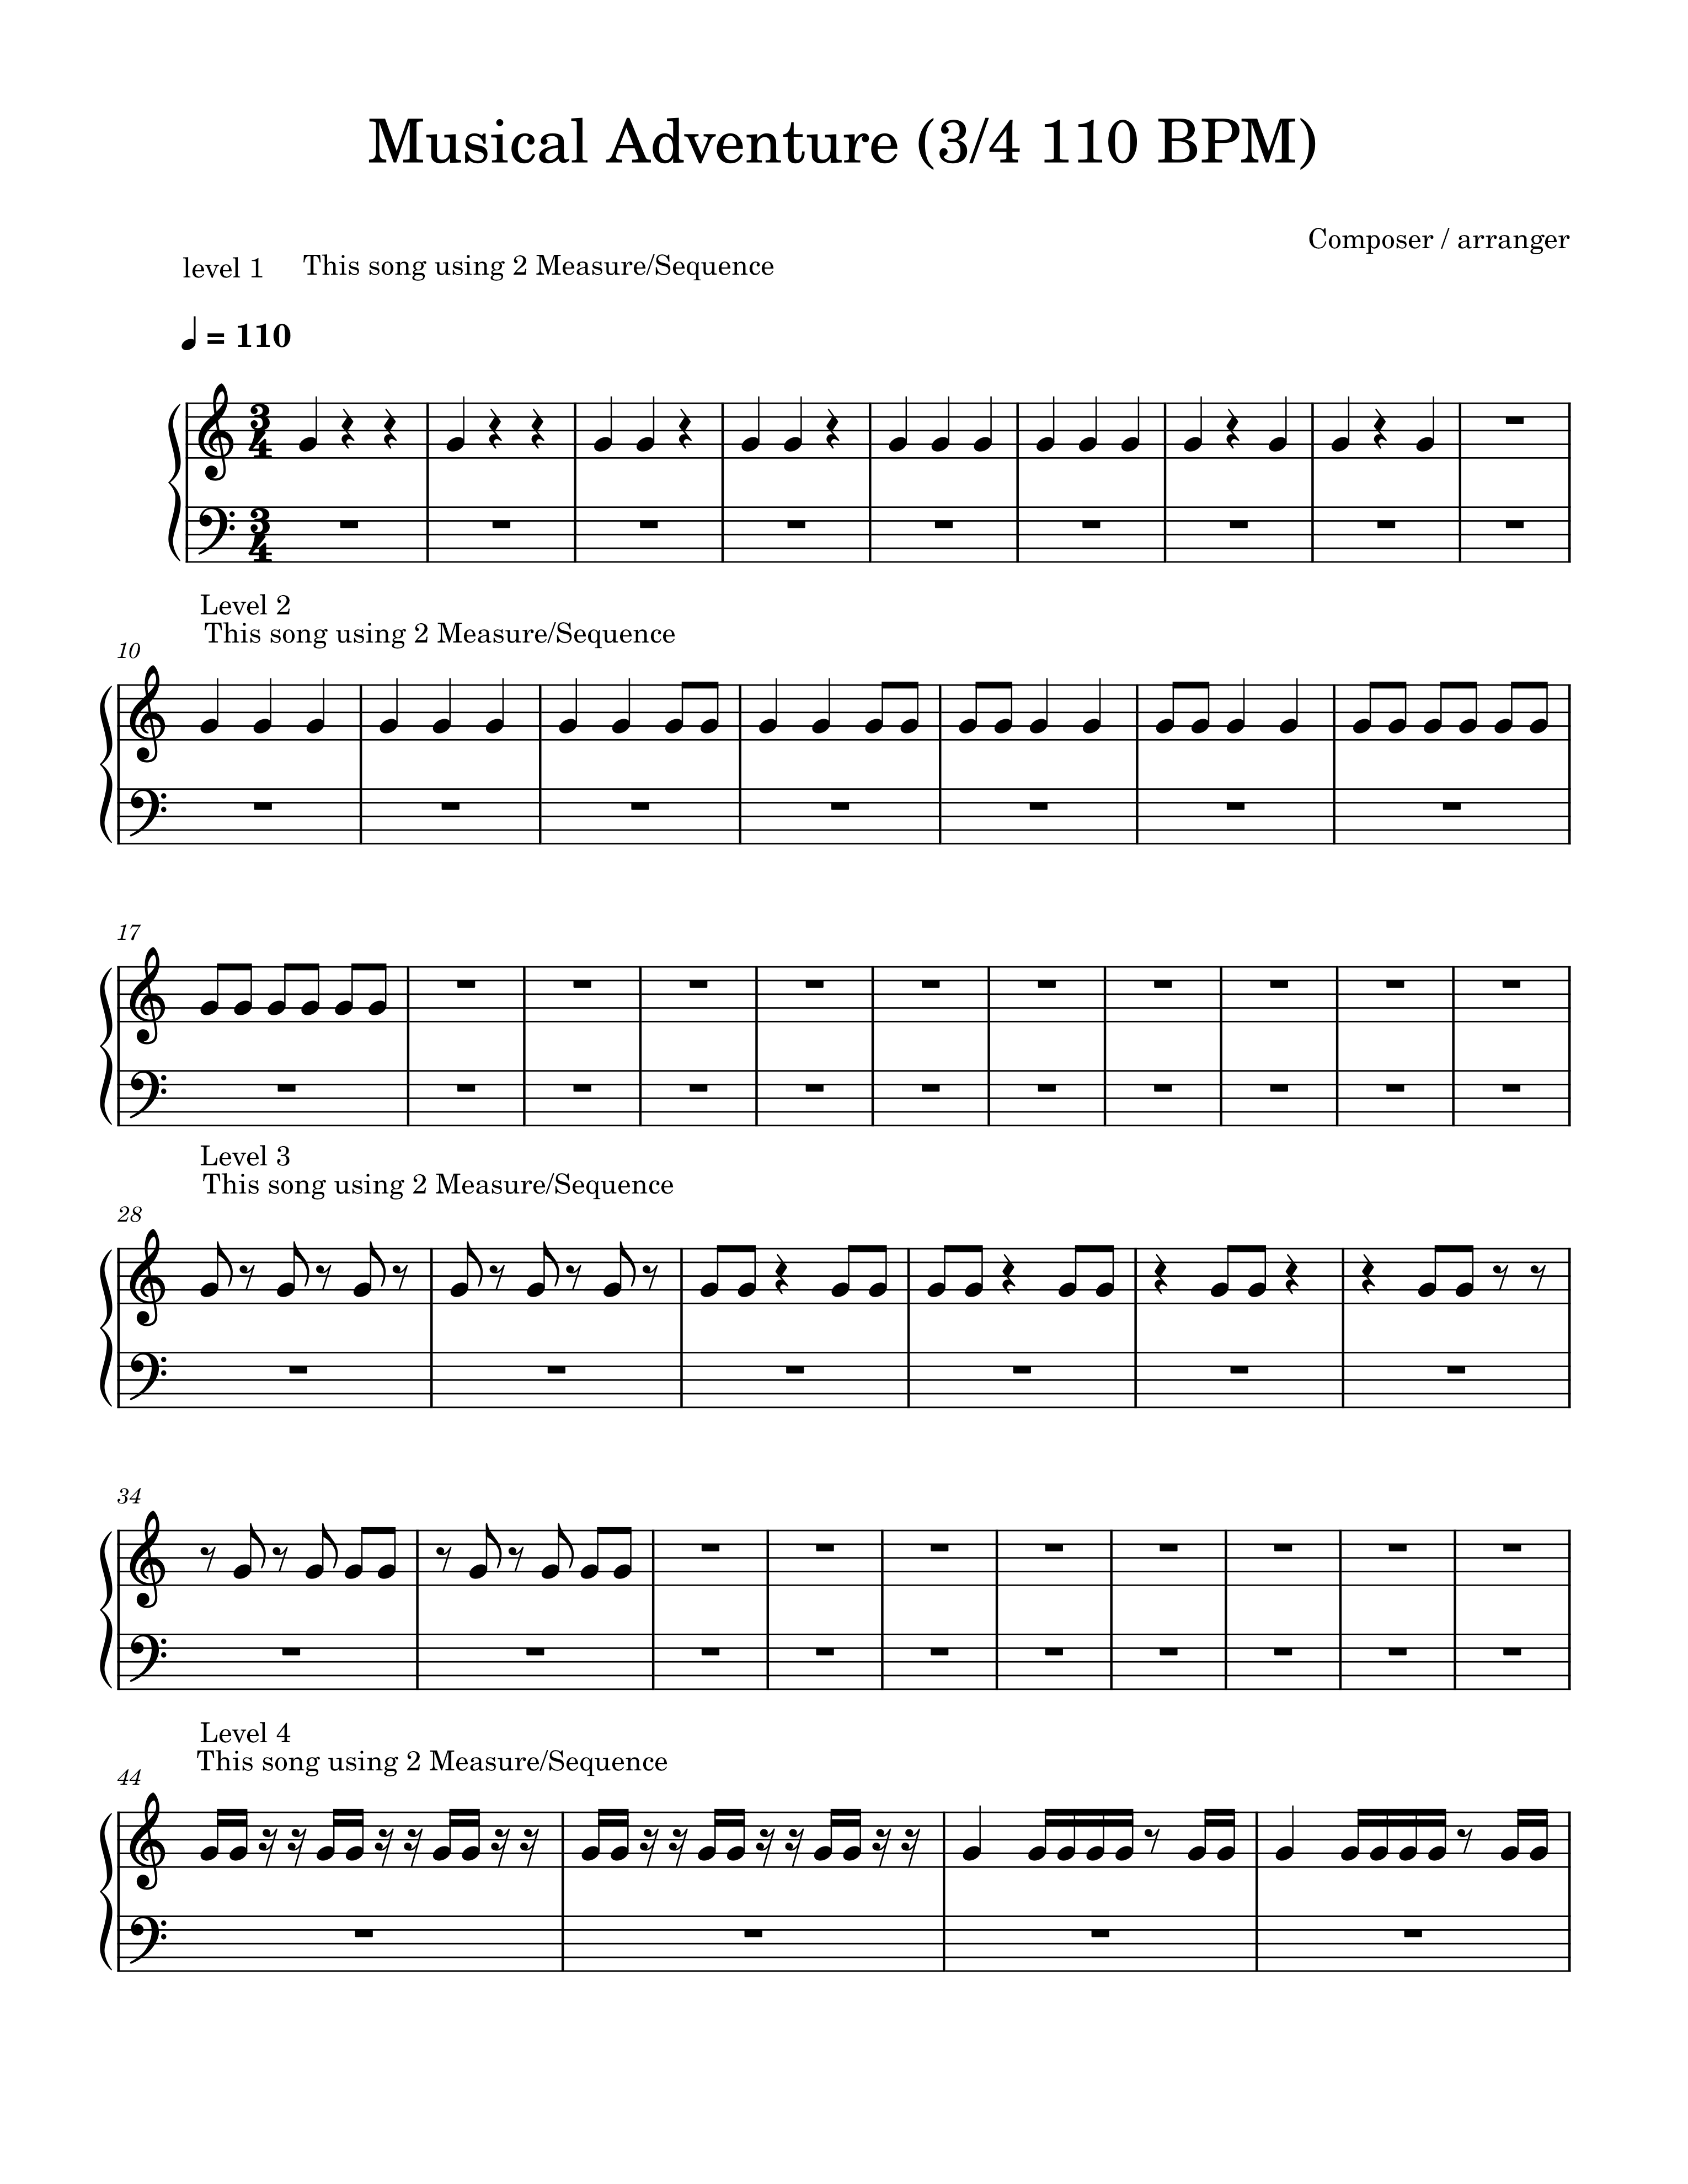 Musical Adventure (3/4 110 BPM)
Composer / arranger
level 1 This song using 2 Measure/Sequence
= 110
3
4
3
4
Level 2
This song using 2 Measure/Sequence
10
17
Level 3
This song using 2 Measure/Sequence
28
34
Level 4
This song using 2 Measure/Sequence
44